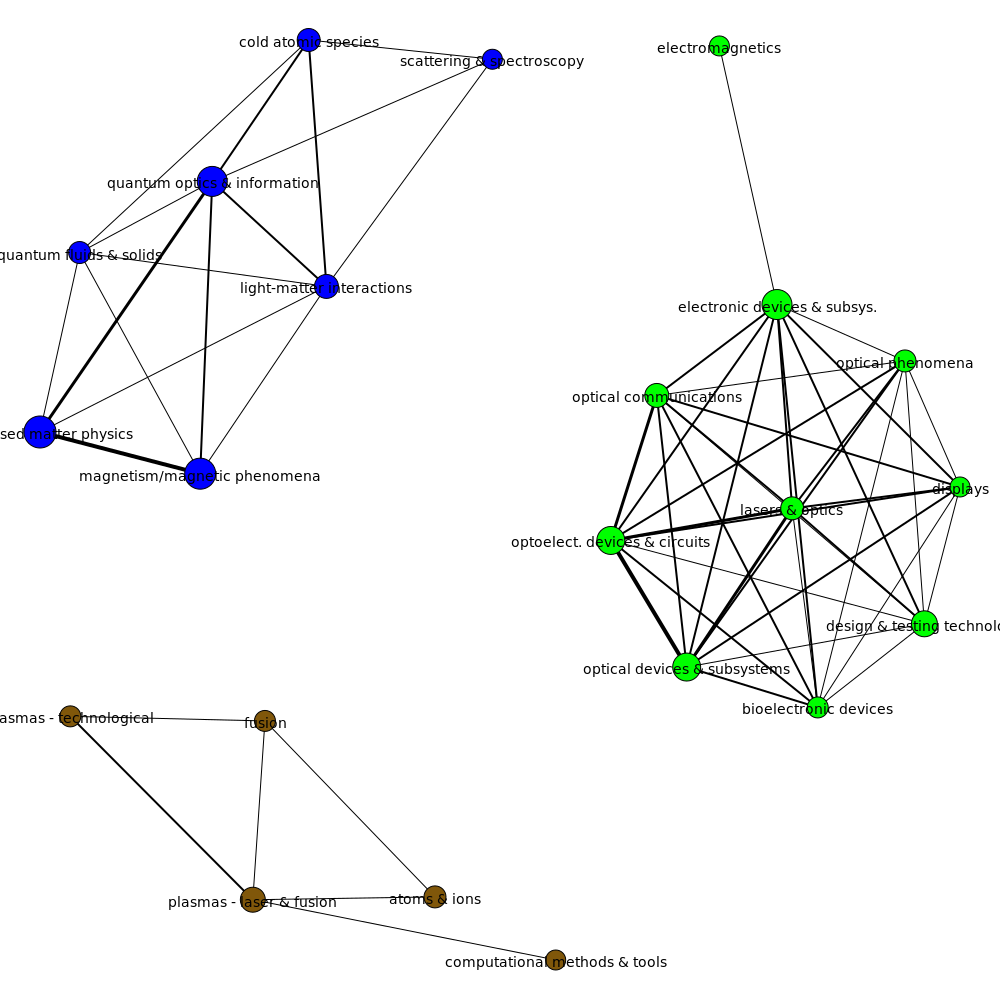 cold atomic species
electromagnetics
scattering & spectroscopy
quantum optics & information
quantum fluids & solids
light-matter interactions
electronic devices & subsys.
optical phenomena
optical communications
sed matter physics
magnetism/magnetic phenomena
displays
lasers & optics
optoelect. devices & circuits
design & testing technolo
optical devices & subsystems
bioelectronic devices
asmas - technological
fusion
plasmas - laser & fusion
atoms & ions
computational methods & tools